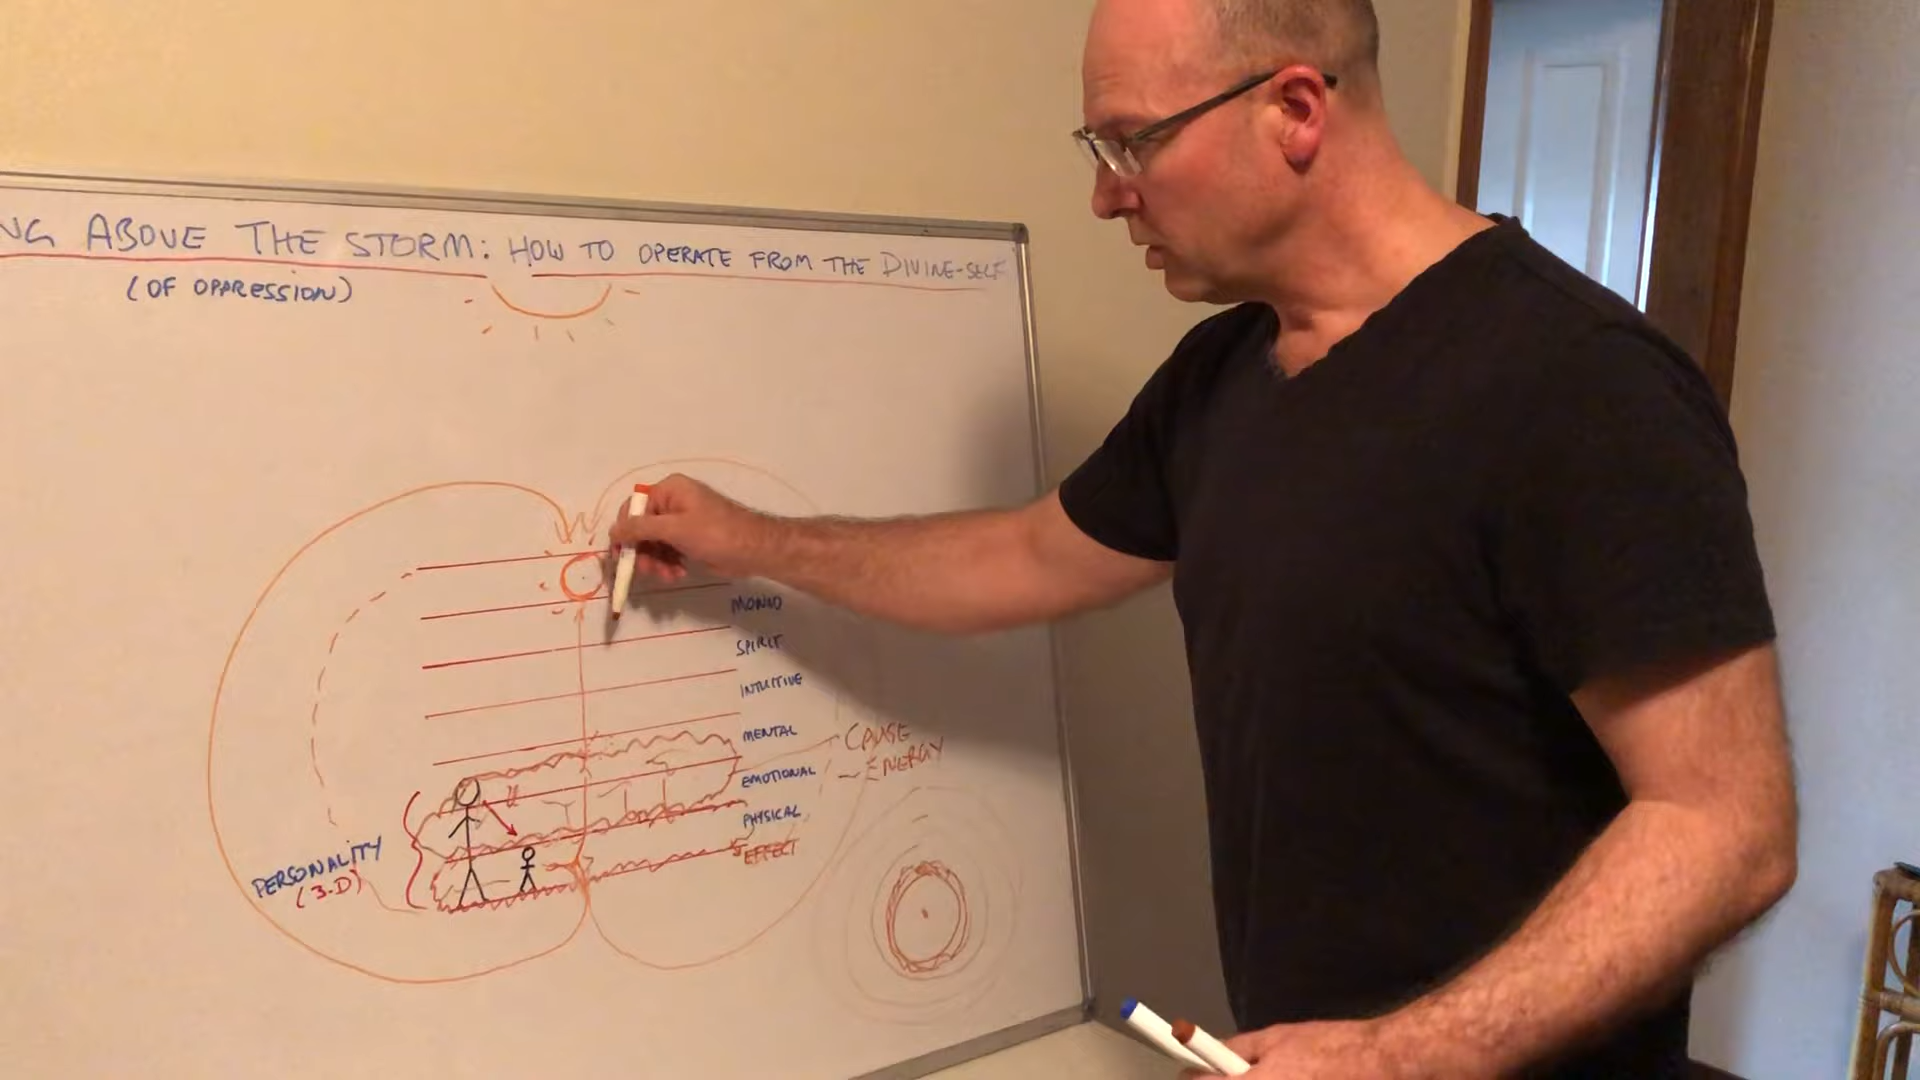 NG ABOVE THE STORM: HOW TO OPERATE FROM THE DIVINE-SELF
(OF OPPRESSION)
MONAD
SPIRIT
INTUITIVE
MENTAL
CAUSE
- ENERGY
EMOTIONAL
PHYSICAL
EFFECT
PERSONALITY
(3-D)